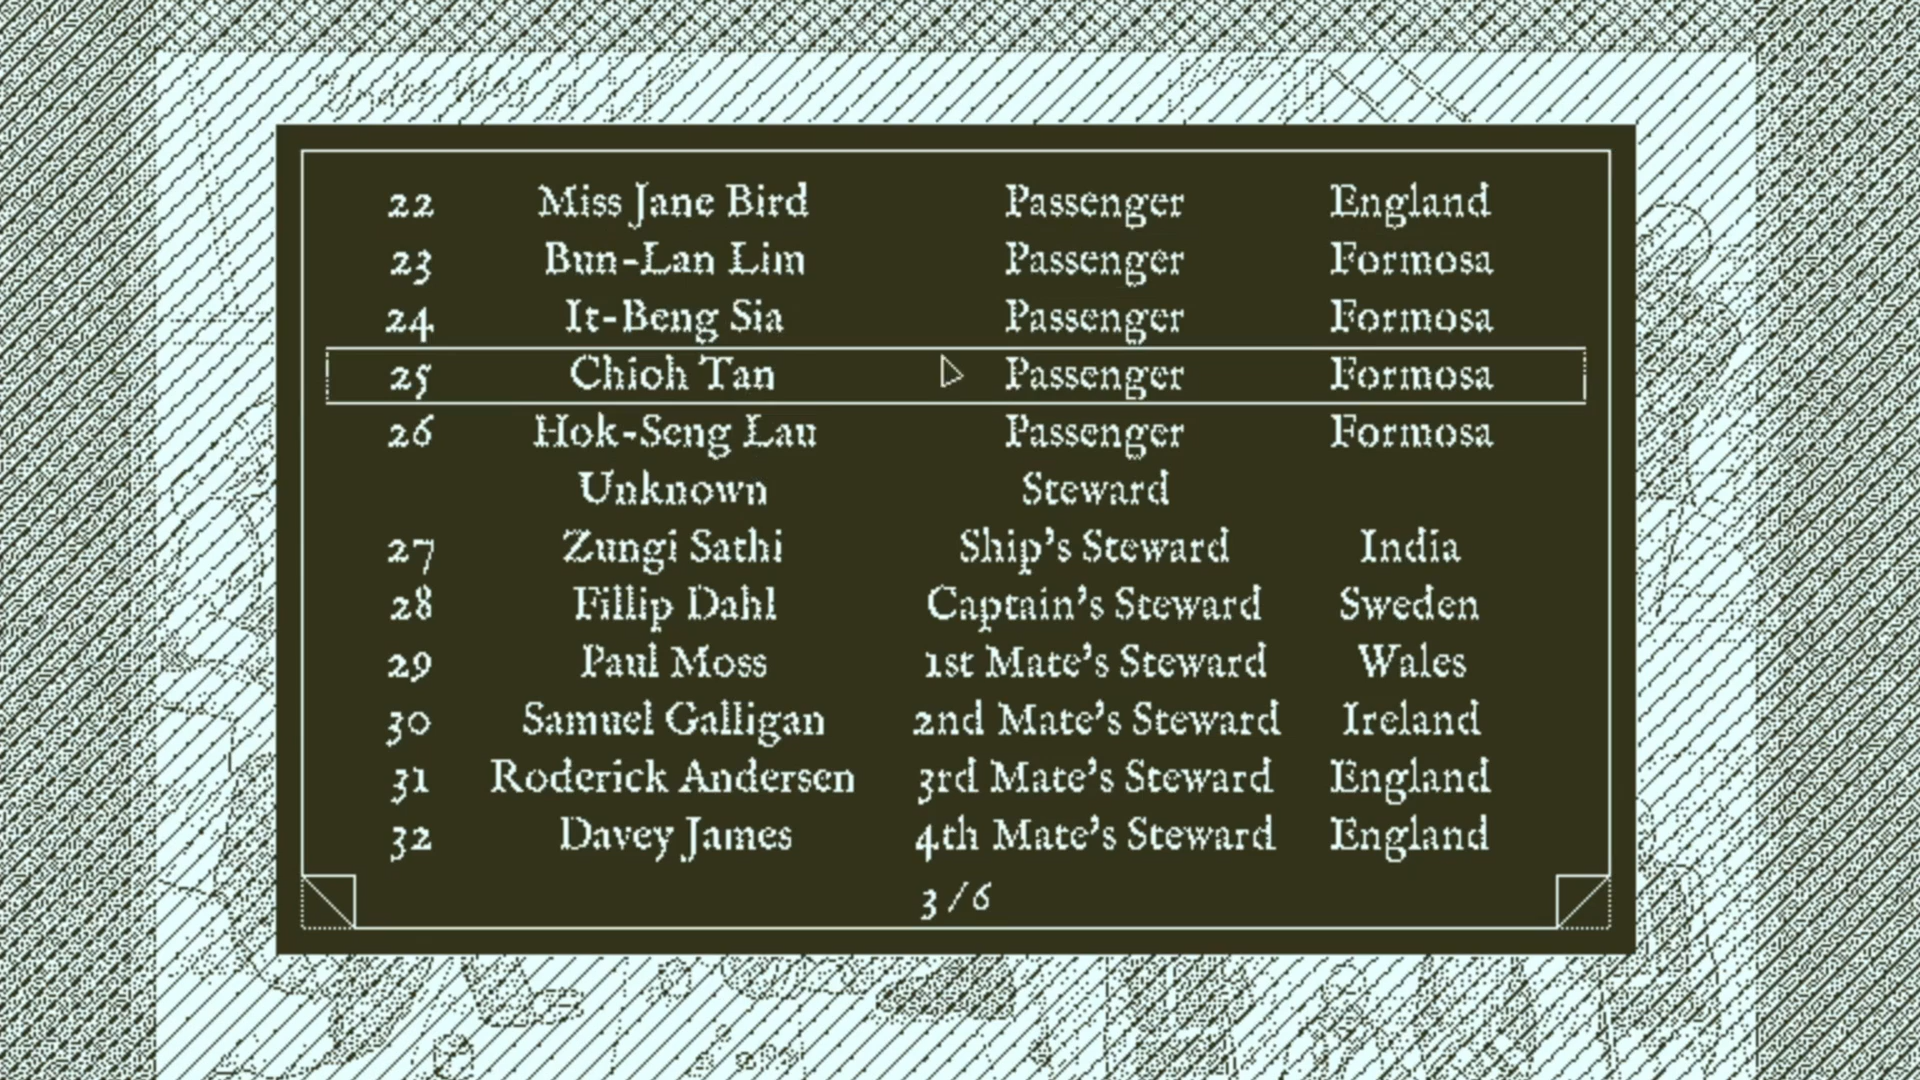 22 Miss Jane Bird Passenger England
23 Bun-Lan Lim Passenger Formosa
24 It-Beng Sia Passenger Formosa
25 Chioh Tan Passenger Formosa
26 Hok-Seng Lau Passenger Formosa
Unknown Steward
27 Zungi Sathi Ship's Steward India
28 Fillip Dahl Captain's Steward Sweden
29 Paul Moss 1st Mate's Steward Wales
30 Samuel Galligan 2nd Mate's Steward Ireland
31 Roderick Andersen 3rd Mate's Steward England
32 Davey James 4th Mate's Steward England
3/6